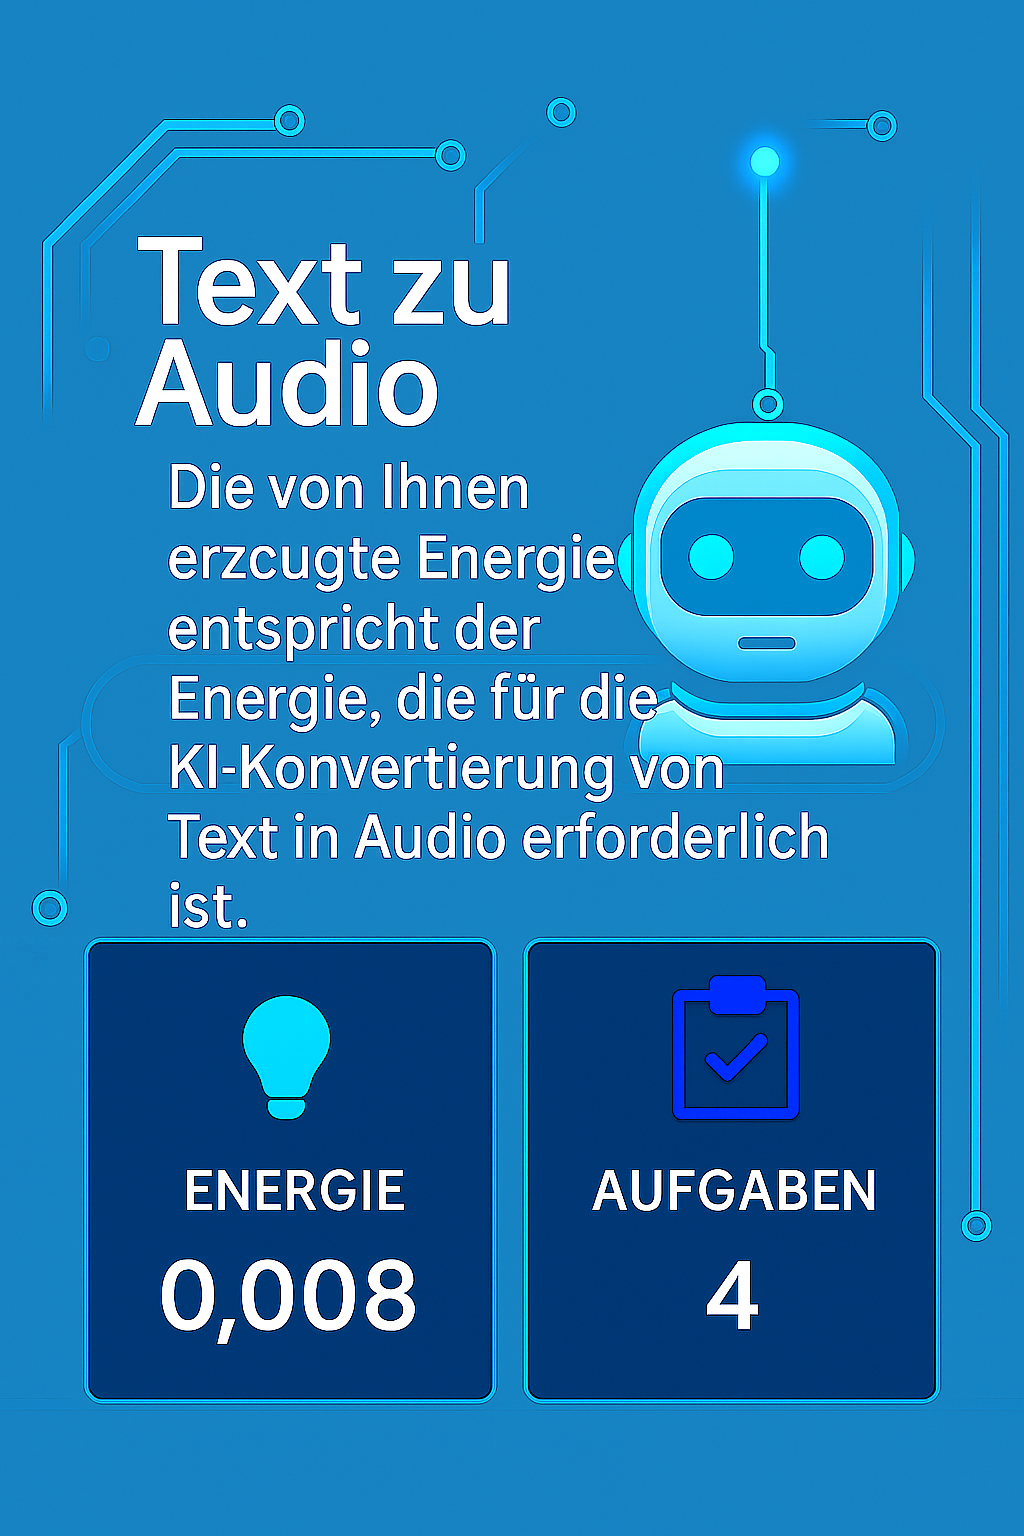 Text zu
Audio
Die von Ihnen
erzcugte Energie
entspricht der
Energie, die für die
KI-Konvertierung von
Text in Audio erforderlich
ist.
ENERGIE
0,008
AUFGABEN
4